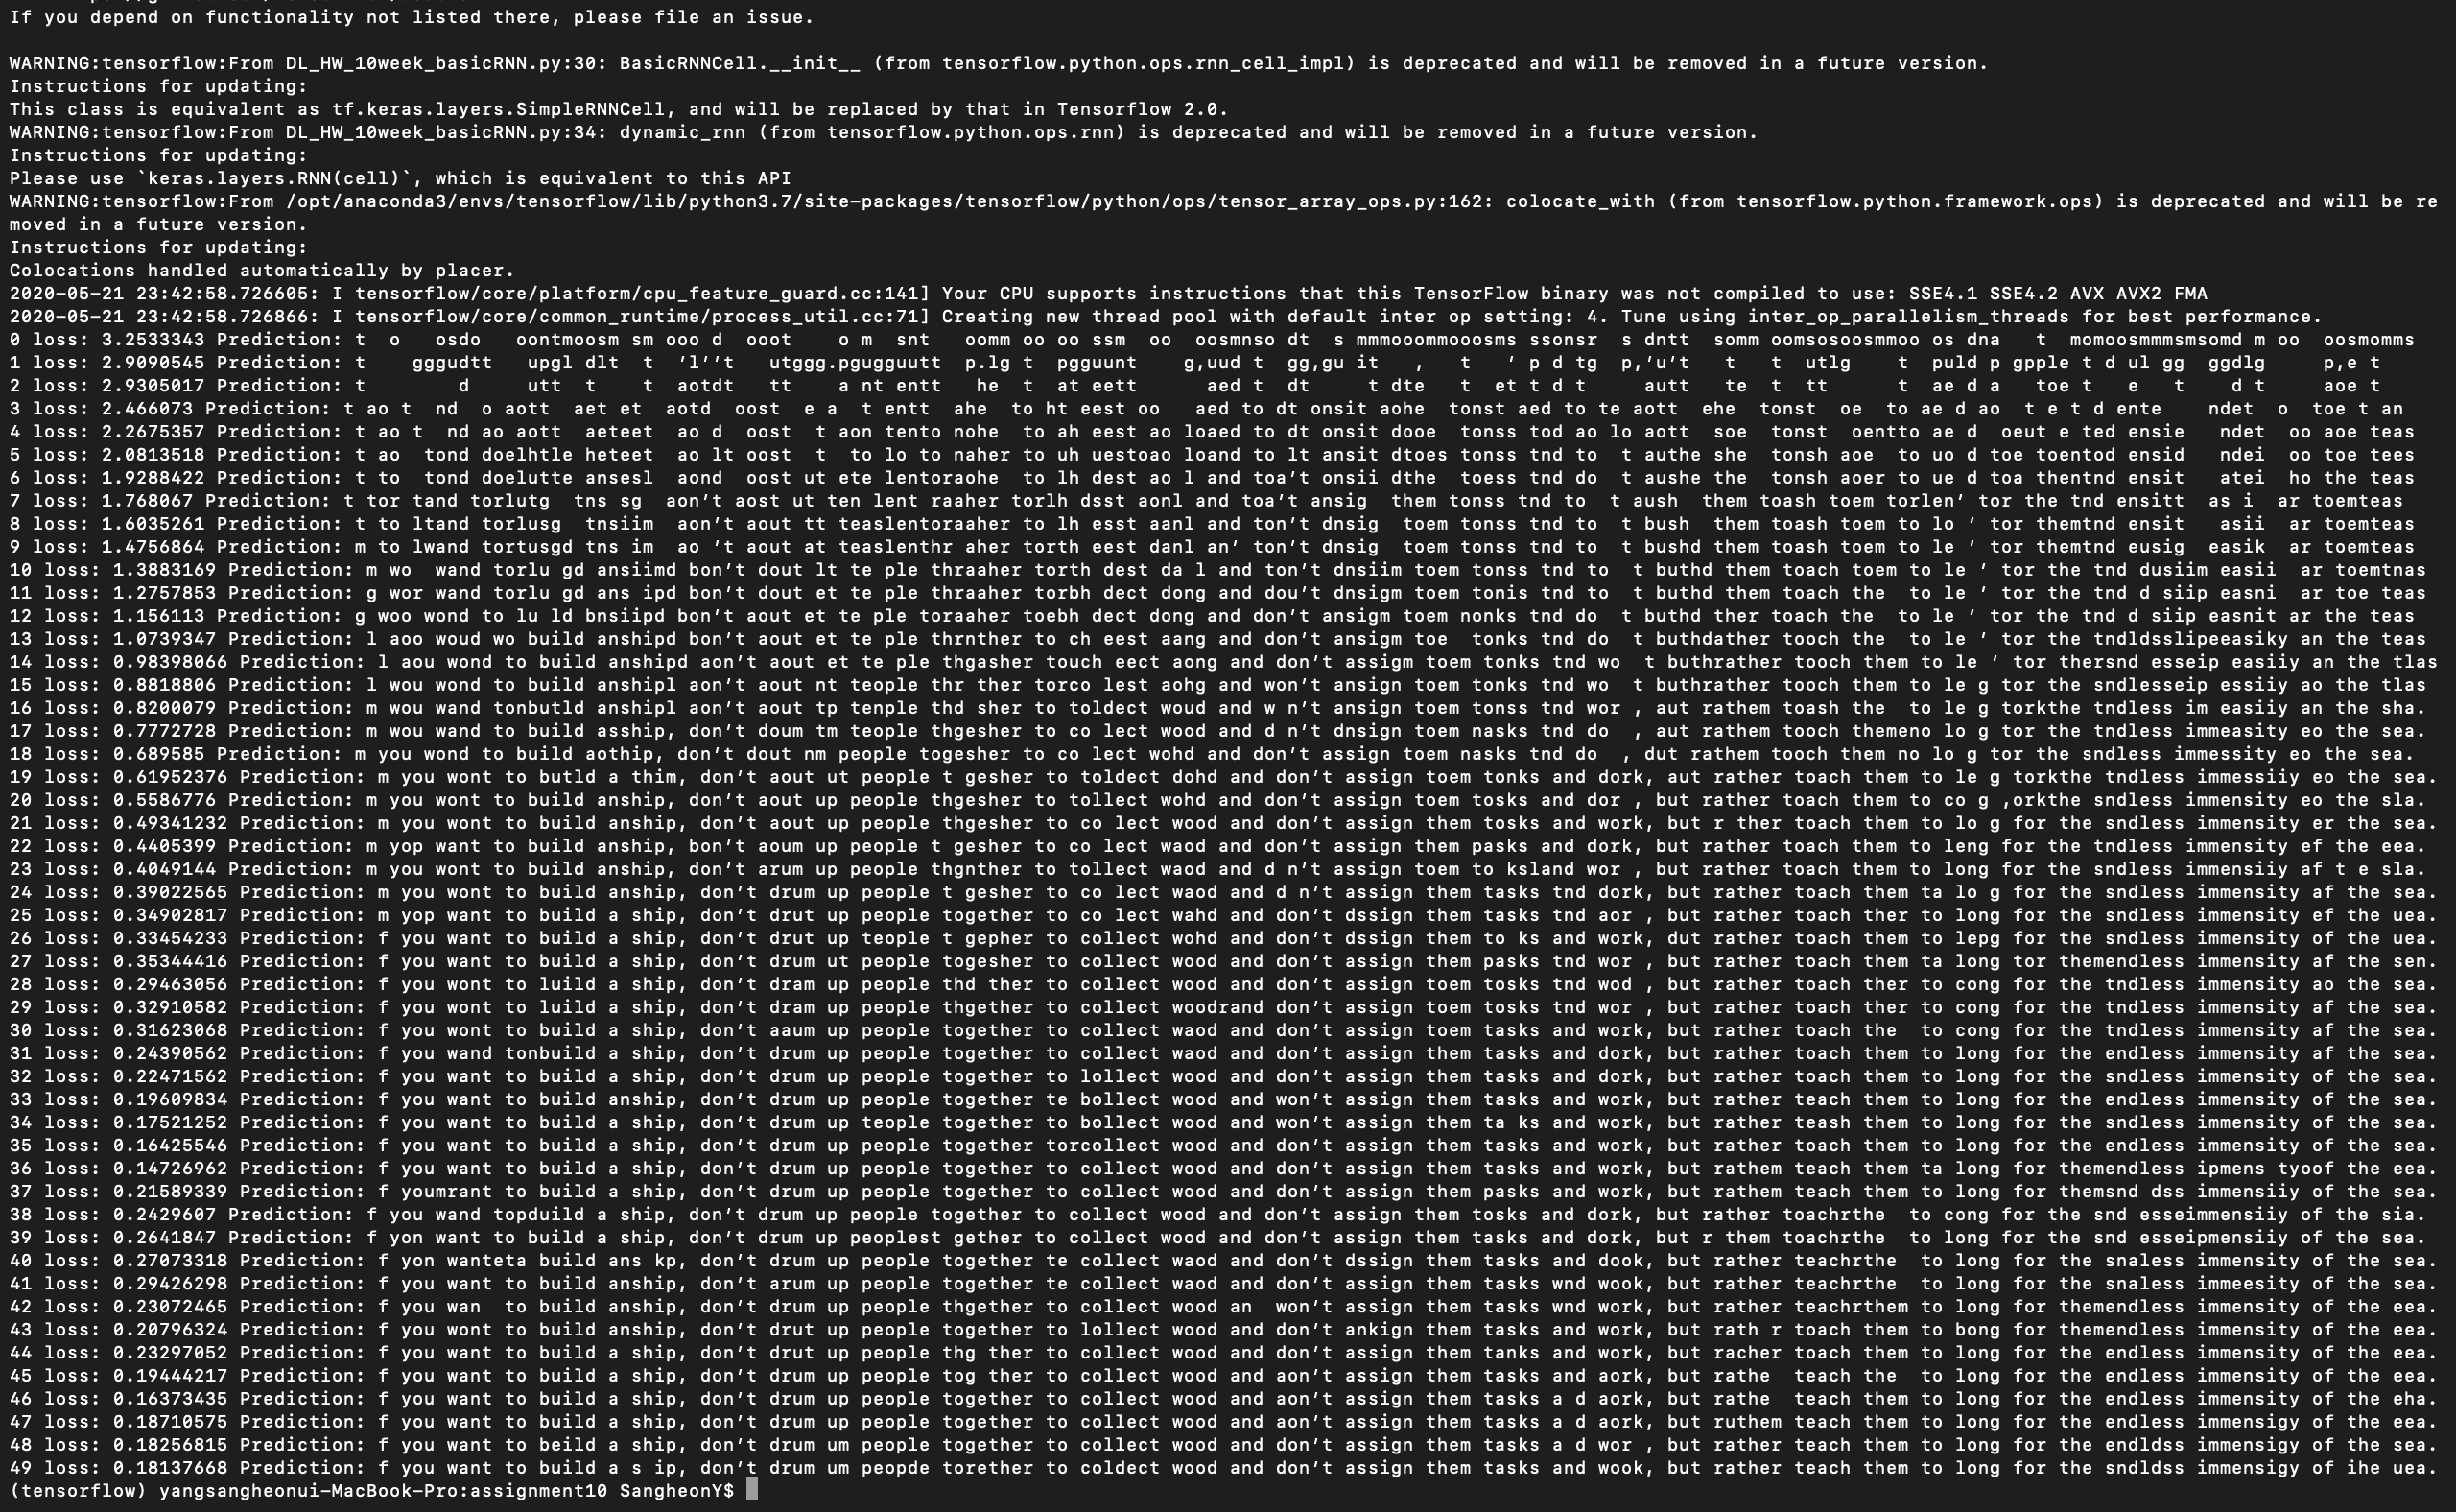 If you depend on functionality not listed there, please file an issue.
WARNING:tensorflow:From DL_HW_10week_basicRNN.py:30: BasicRNNCell.__init__ (from tensorflow.python.ops.rnn_cell_impl) is deprecated and will be removed in a future version.
Instructions for updating:
This class is equivalent as tf.keras.layers.SimpleRNNCell, and will be replaced by that in Tensorflow 2.0.
WARNING:tensorflow:From DL_HW_10week_basicRNN.py:34: dynamic_rnn (from tensorflow.python.ops.rnn) is deprecated and will be removed in a future version.
Instructions for updating:
Please use `keras.layers.RNN(cell)`, which is equivalent to this API
WARNING:tensorflow:From /opt/anaconda3/envs/tensorflow/lib/python3.7/site-packages/tensorflow/python/ops/tensor_array_ops.py:162: colocate_with (from tensorflow.python.framework.ops) is deprecated and will be re
moved in a future version.
Instructions for updating:
Colocations handled automatically by placer.
2020-05-21 23:42:58.726605: I tensorflow/core/platform/cpu_feature_guard.cc:141] Your CPU supports instructions that this TensorFlow binary was not compiled to use: SSE4.1 SSE4.2 AVX AVX2 FMA
2020-05-21 23:42:58.726866: I tensorflow/core/common_runtime/process_util.cc:71] Creating new thread pool with default inter op setting: 4. Tune using inter_op_parallelism_threads for best performance.
0 loss: 3.2533343 Prediction: t  o   osdo   oontmoosm sm ooo d  ooot    o m  snt   oomm oo oo ssm  oo  oosmnso dt  s mmmooommooosms ssonsr  s dntt  somm oomsosoosmmoo os dna   t  momoosmmmsmsomd m oo  oosmomms
1 loss: 2.9090545 Prediction: t    gggudtt   upgl dlt  t  ’l’’t   utggg.pgugguutt  p.lg t  pgguunt    g,uud t  gg,gu it   ,   t   ’ p d tg  p,’u’t   t   t  utlg    t  puld p gpple t d ul gg  ggdlg     p,e t
2 loss: 2.9305017 Prediction: t        d     utt  t    t  aotdt   tt    a nt entt   he  t  at eett      aed t  dt     t dte   t  et t d t     autt   te  t  tt      t  ae d a   toe t   e   t    d t     aoe t
3 loss: 2.466073 Prediction: t ao t  nd  o aott  aet et  aotd  oost  e a  t entt  ahe  to ht eest oo   aed to dt onsit aohe  tonst aed to te aott  ehe  tonst  oe  to ae d ao  t e t d ente    ndet  o  toe t an
4 loss: 2.2675357 Prediction: t ao t  nd ao aott  aeteet  ao d  oost  t aon tento nohe  to ah eest ao loaed to dt onsit dooe  tonss tod ao lo aott  soe  tonst  oentto ae d  oeut e ted ensie   ndet  oo aoe teas
5 loss: 2.0813518 Prediction: t ao  tond doelhtle heteet  ao lt oost  t  to lo to naher to uh uestoao loand to lt ansit dtoes tonss tnd to  t authe she  tonsh aoe  to uo d toe toentod ensid   ndei  oo toe tees
6 loss: 1.9288422 Prediction: t to  tond doelutte ansesl  aond  oost ut ete lentoraohe  to lh dest ao l and toa’t onsii dthe  toess tnd do  t aushe the  tonsh aoer to ue d toa thentnd ensit   atei  ho the teas
7 loss: 1.768067 Prediction: t tor tand torlutg  tns sg  aon’t aost ut ten lent raaher torlh dsst aonl and toa’t ansig  them tonss tnd to  t aush  them toash toem torlen’ tor the tnd ensitt  as i  ar toemteas
8 loss: 1.6035261 Prediction: t to ltand torlusg  tnsiim  aon’t aout tt teaslentoraaher to lh esst aanl and ton’t dnsig  toem tonss tnd to  t bush  them toash toem to lo ’ tor themtnd ensit   asii  ar toemteas
9 loss: 1.4756864 Prediction: m to lwand tortusgd tns im  ao ’t aout at teaslenthr aher torth eest danl an’ ton’t dnsig  toem tonss tnd to  t bushd them toash toem to le ’ tor themtnd eusig  easik  ar toemteas
10 loss: 1.3883169 Prediction: m wo  wand torlu gd ansiimd bon’t dout lt te ple thraaher torth dest da l and ton’t dnsiim toem tonss tnd to  t buthd them toach toem to le ’ tor the tnd dusiim easii  ar toemtnas
11 loss: 1.2757853 Prediction: g wor wand torlu gd ans ipd bon’t dout et te ple thraaher torbh dect dong and dou’t dnsigm toem tonis tnd to  t buthd them toach the  to le ’ tor the tnd d siip easni  ar toe teas
12 loss: 1.156113 Prediction: g woo wond to lu ld bnsiipd bon’t aout et te ple toraaher toebh dect dong and don’t ansigm toem nonks tnd do  t buthd ther toach the  to le ’ tor the tnd d siip easnit ar the teas
13 loss: 1.0739347 Prediction: l aoo woud wo build anshipd bon’t aout et te ple thrnther to ch eest aang and don’t ansigm toe  tonks tnd do  t buthdather tooch the  to le ’ tor the tndldsslipeeasiky an the teas
14 loss: 0.98398066 Prediction: l aou wond to build anshipd aon’t aout et te ple thgasher touch eect aong and don’t assigm toem tonks tnd wo  t buthrather tooch them to le ’ tor thersnd esseip easiiy an the tlas
15 loss: 0.8818806 Prediction: l wou wond to build anshipl aon’t aout nt teople thr ther torco lest aohg and won’t ansign toem tonks tnd wo  t buthrather tooch them to le g tor the sndlesseip essiiy ao the tlas
16 loss: 0.8200079 Prediction: m wou wand tonbutld anshipl aon’t aout tp tenple thd sher to toldect woud and w n’t ansign toem tonss tnd wor , aut rathem toash the  to le g torkthe tndless im easiiy an the sha.
17 loss: 0.7772728 Prediction: m wou wand to build asship, don’t doum tm teople thgesher to co lect wood and d n’t dnsign toem nasks tnd do  , aut rathem tooch themeno lo g tor the tndless immeasity eo the sea.
18 loss: 0.689585 Prediction: m you wond to build aothip, don’t dout nm people togesher to co lect wohd and don’t assign toem nasks tnd do  , dut rathem tooch them no lo g tor the sndless immessity eo the sea.
19 loss: 0.61952376 Prediction: m you wont to butld a thim, don’t aout ut people t gesher to toldect dohd and don’t assign toem tonks and dork, aut rather toach them to le g torkthe tndless immessiiy eo the sea.
20 loss: 0.5586776 Prediction: m you wont to build anship, don’t aout up people thgesher to tollect wohd and don’t assign toem tosks and dor , but rather toach them to co g ,orkthe sndless immensity eo the sla.
21 loss: 0.49341232 Prediction: m you wont to build anship, don’t aout up people thgesher to co lect wood and don’t assign them tosks and work, but r ther toach them to lo g for the sndless immensity er the sea.
22 loss: 0.4405399 Prediction: m yop want to build anship, bon’t aoum up people t gesher to co lect waod and don’t assign them pasks and dork, but rather toach them to leng for the tndless immensity ef the eea.
23 loss: 0.4049144 Prediction: m you want to build anship, don’t arum up people thgnther to tollect waod and d n’t assign toem to ksland wor , but rather toach them to long for the sndless immensiiy af t e sla.
24 loss: 0.39022565 Prediction: m you wont to build anship, don’t drum up people t gesher to co lect waod and d n’t assign them tasks tnd dork, but rather toach them ta lo g for the sndless immensity af the sea.
25 loss: 0.34902817 Prediction: m yop want to build a ship, don’t drut up people together to co lect wahd and don’t dssign them tasks tnd aor , but rather toach ther to long for the sndless immensity ef the uea.
26 loss: 0.33454233 Prediction: f you want to build a ship, don’t drut up teople t gepher to collect wohd and don’t dssign them to ks and work, dut rather toach them to lepg for the sndless immensity of the uea.
27 loss: 0.35344416 Prediction: f you want to build a ship, don’t drum ut people togesher to collect wood and don’t assign them pasks tnd wor , but rather toach them ta long tor themendless immensity af the sen.
28 loss: 0.29463056 Prediction: f you wont to luild a ship, don’t dram up people thd ther to collect wood and don’t assign toem tosks tnd wod , but rather toach ther to cong for the tndless immensity ao the sea.
29 loss: 0.32910582 Prediction: f you wont to luild a ship, don’t dram up people thgether to collect woodrand don’t assign toem tosks tnd wor , but rather toach ther to cong for the tndless immensity af the sea.
30 loss: 0.31623068 Prediction: f you wont to build a ship, don’t aaum up people together to collect waod and don’t assign toem tasks and work, but rather toach the  to cong for the tndless immensity af the sea.
31 loss: 0.24390562 Prediction: f you wand tonbuild a ship, don’t drum up people together to collect waod and don’t assign them tasks and dork, but rather toach them to long for the endless immensity af the sea.
32 loss: 0.22471562 Prediction: f you want to build a ship, don’t drum up people together to lollect wood and don’t assign them tasks and dork, but rather toach them to long for the sndless immensity of the sea.
33 loss: 0.19609834 Prediction: f you want to build anship, don’t drum up people together te bollect wood and won’t assign them tasks and work, but rather toach them to long for the endless immensity of the sea.
34 loss: 0.17521252 Prediction: f you want to build a ship, don’t drum up teople together to bollect wood and won’t assign them ta ks and work, but rather teash them to long for the sndless immensity of the sea.
35 loss: 0.16425546 Prediction: f you want to build a ship, don’t drum up people together torcollect wood and don’t assign them tasks and work, but rather toach them to long for the endless immensity of the sea.
36 loss: 0.14726962 Prediction: f you want to build a ship, don’t drum up people together to collect wood and don’t assign them tasks and work, but rathem teach them ta long for themendless ipmens tyoof the eea.
37 loss: 0.21589339 Prediction: f youmrant to build a ship, don’t drum up people together to collect wood and don’t assign them pasks and work, but rathem teach them to long for themsnd dss immensiiy of the sea.
38 loss: 0.2429607 Prediction: f you wand topduild a ship, don’t drum up people together to collect wood and don’t assign them tosks and dork, but rather toachrthe  to cong for the snd esseimmensiiy of the sia.
39 loss: 0.2641847 Prediction: f yon want to build a ship, don’t drum up peoplest gether to collect wood and don’t assign them tasks and dork, but r them toachrthe  to long for the snd esseipmensiiy of the sea.
40 loss: 0.27073318 Prediction: f yon wanteta build ans kp, don’t drum up people together te collect wood and don’t dssign them tasks and dook, but rather teachrthe  to long for the snaless immensity of the sea.
41 loss: 0.29426298 Prediction: f you want to build anship, don’t arum up people together te collect waod and don’t assign them tasks wnd wook, but rather teachrthe  to long for the snaless immeesity of the sea.
42 loss: 0.23072465 Prediction: f you wan  to build anship, don’t drum up people thgether to collect wood an  won’t assign them tasks wnd work, but rather teachrthem to long for themendless immensity of the eea.
43 loss: 0.20796324 Prediction: f you wont to build anship, don’t drut up people together to lollect wood and don’t ankign them tasks and work, but rath r toach them to bong for themendless immensity of the eea.
44 loss: 0.23297052 Prediction: f you want to build a ship, don’t drut up people thg ther to collect wood and don’t assign them tanks and work, but racher toach them to long for the endless immensity of the eea.
45 loss: 0.19444217 Prediction: f you want to build a ship, don’t drum up people tog ther to collect wood and aon’t assign them tasks and aork, but rathe  teach the  to long for the endless immensity of the eea.
46 loss: 0.16373435 Prediction: f you want to build a ship, don’t drum up people together to collect wood and aon’t assign them tasks a d aork, but rathe  teach them to long for the endless immensity of the eha.
47 loss: 0.18710575 Prediction: f you want to build a ship, don’t drum up people together to collect wood and aon’t assign them tasks a d aork, but ruthem teach them to long for the endless immensigy of the eea.
48 loss: 0.18256815 Prediction: f you want to beild a ship, don’t drum um people together to collect wood and don’t assign them tasks a d wor , but rather teach them to long for the endldss immensigy of the sea.
49 loss: 0.18137668 Prediction: f you want to build a s ip, don’t drum um peopde torether to coldect wood and don’t assign them tasks and wook, but rather teach them to long for the sndldss immensigy of ihe uea.
(tensorflow) yangsangheonui-MacBook-Pro:assignment10 SangheonY$